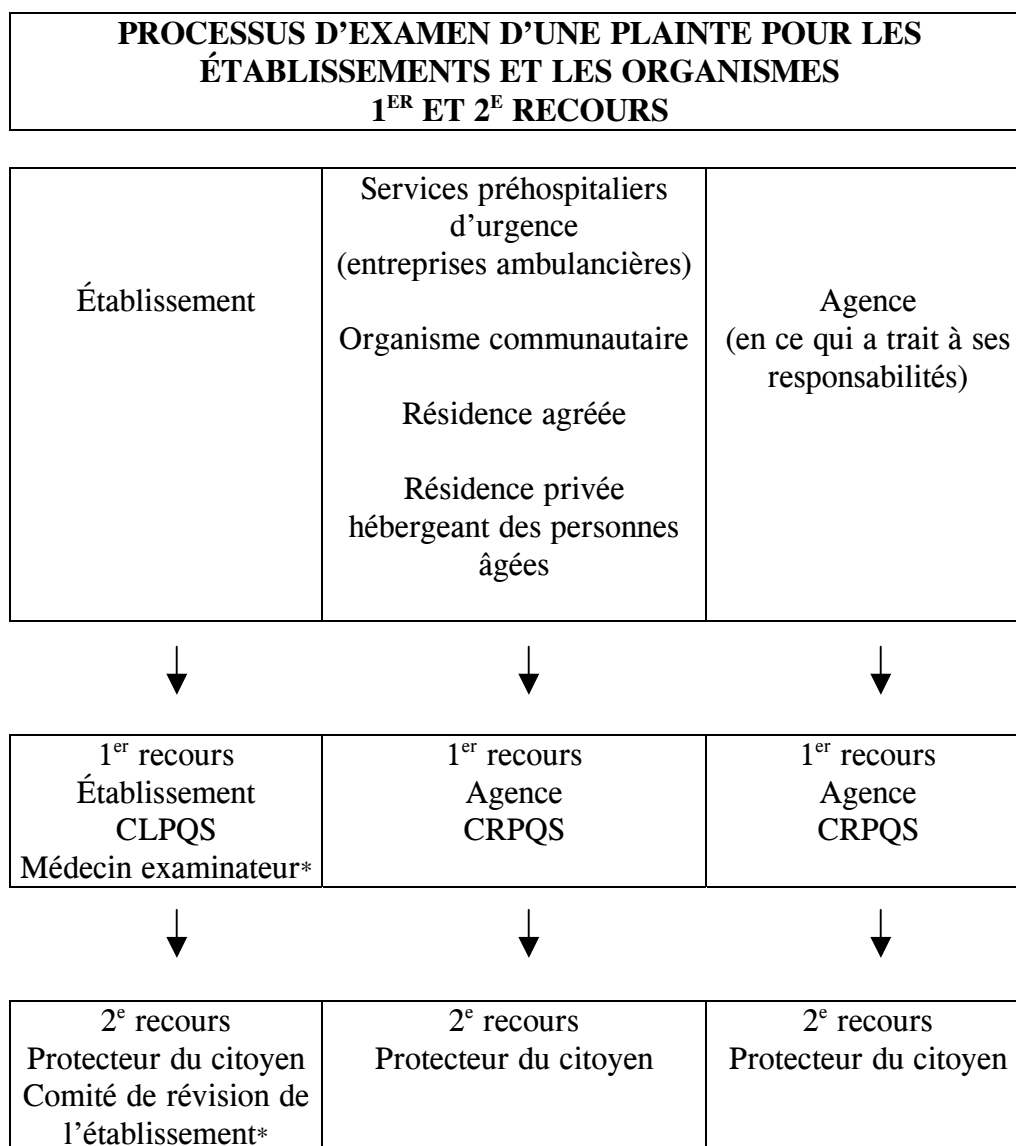 PROCESSUS D’EXAMEN D’UNE PLAINTE POUR LES
ÉTABLISSEMENTS ET LES ORGANISMES
1ER ET 2E RECOURS
Établissement
Services préhospitaliers
d’urgence
(entreprises ambulancières)
Organisme communautaire
Résidence agréée
Résidence privée
hébergeant des personnes
âgées
Agence
(en ce qui a trait à ses
responsabilités)
1er recours
Établissement
CLPQS
Médecin examinateur*
1er recours
Agence
CRPQS
1er recours
Agence
CRPQS
2e recours
Protecteur du citoyen
Comité de révision de
l’établissement*
2e recours
Protecteur du citoyen
2e recours
Protecteur du citoyen